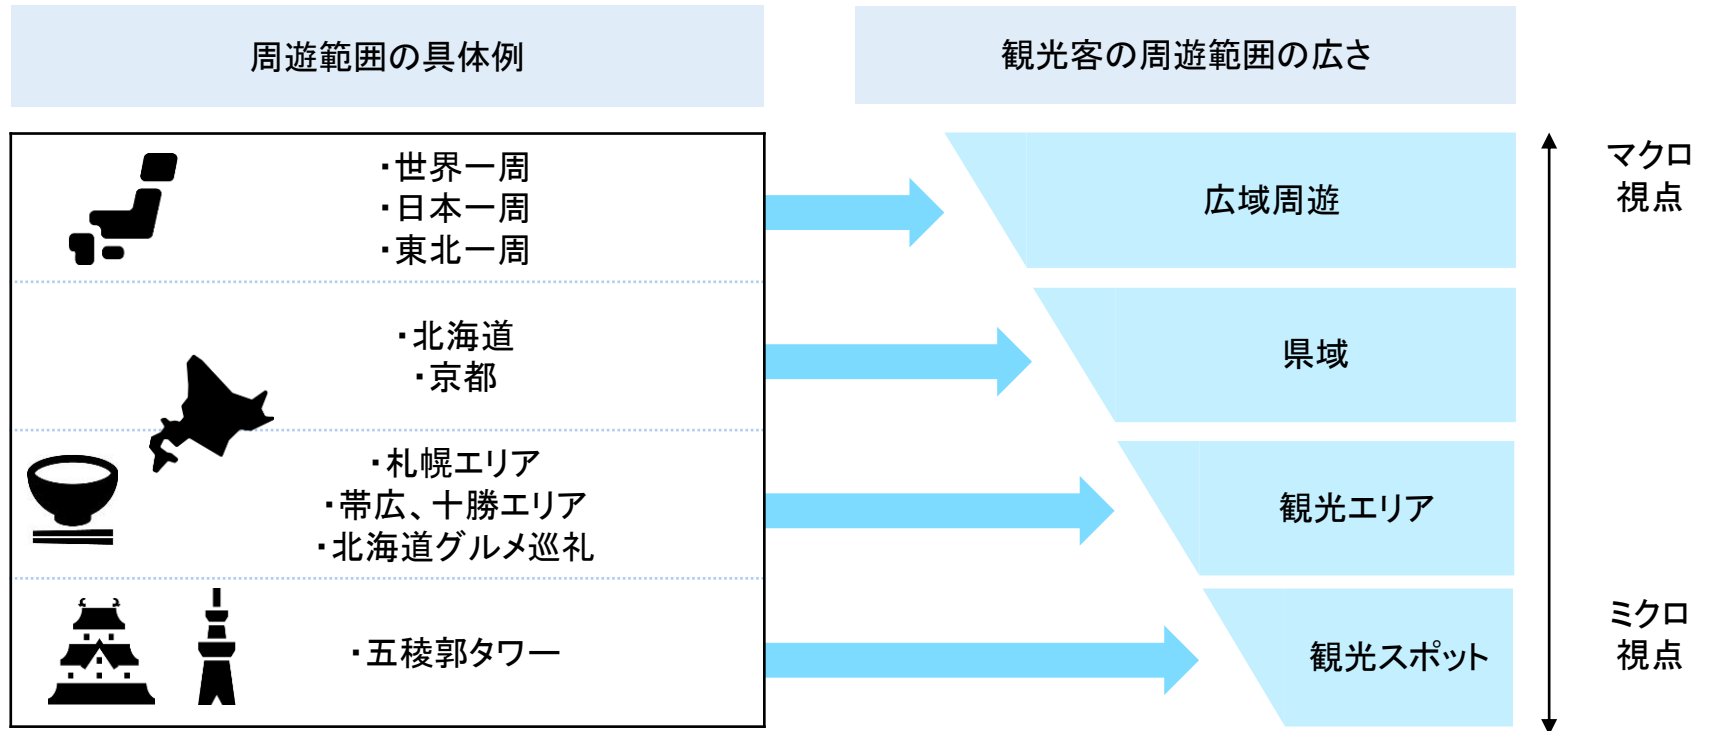 周遊範囲の具体例
観光客の周遊範囲の広さ
・世界一周
・日本一周
・東北一周
広域周遊
マクロ
視点
・北海道
・京都
県域
・札幌エリア
・帯広、十勝エリア
・北海道グルメ巡礼
観光エリア
・五稜郭タワー
観光スポット
ミクロ
視点